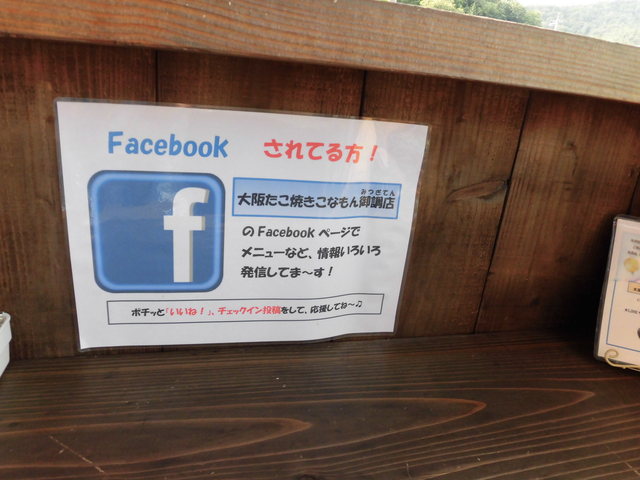 Facebook されてる方！
f
みつぎてん
大阪たこ焼きこなもん御調店
のFacebookページで
メニューなど、情報いろいろ
発信してま～す！
ポチッと「いいね！」、チェックイン投稿をして、応援してね～♫